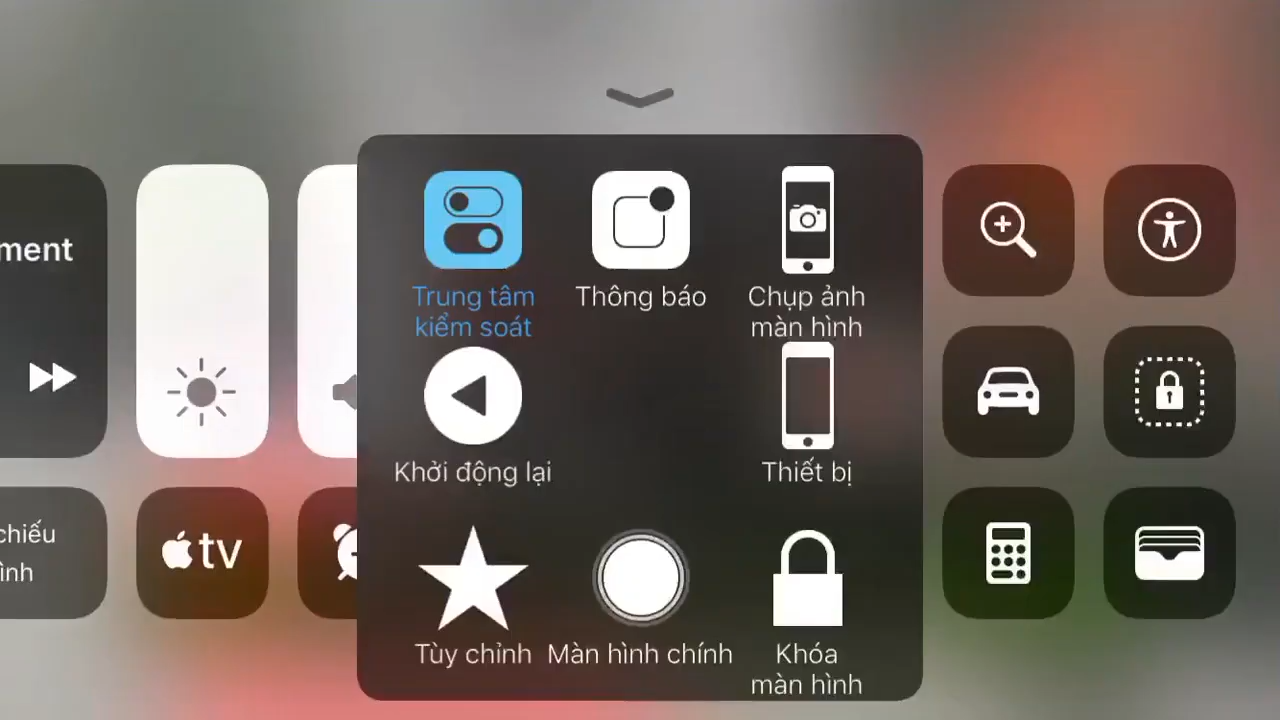 ment
Trung tâm
kiểm soát
Thông báo
Chụp ảnh
màn hình
Khởi động lại
Thiết bị
chiếu
ình
tv
Tùy chỉnh
Màn hình chính
Khóa
màn hình